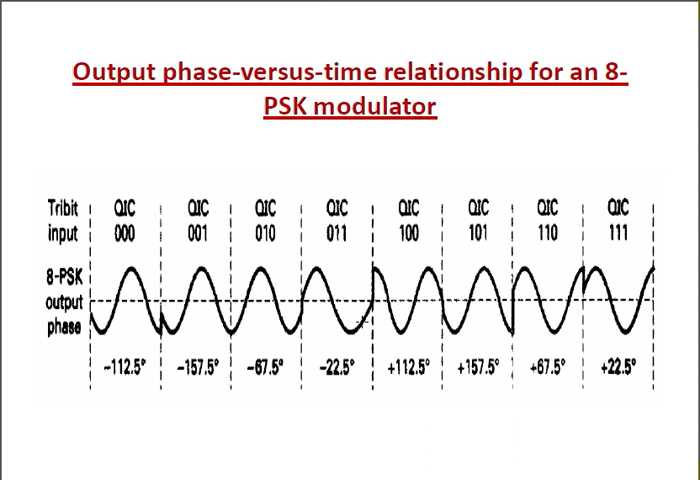 Output phase-versus-time relationship for an 8-
PSK modulator
Tribit QIC QIC QIC QIC QIC QIC QIC QIC
input 000 001 010 011 100 101 110 111
8-PSK
output
phase
−112.5° −157.5° −67.5° −22.5° +112.5° +157.5° +67.5° +22.5°